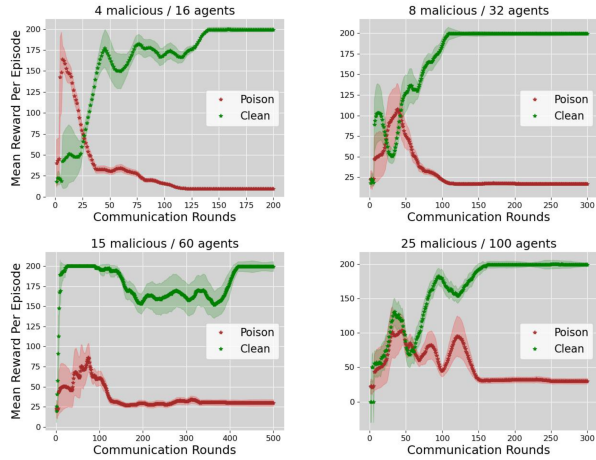 4 malicious / 16 agents
8 malicious / 32 agents
Mean Reward Per Episode
200
175
150
125
100
75
50
25
Poison
Clean
0 25 50 75 100 125 150 175 200
Communication Rounds
200
175
150
125
100
75
50
25
Poison
Clean
0 50 100 150 200 250 300
Communication Rounds
15 malicious / 60 agents
25 malicious / 100 agents
Mean Reward Per Episode
200
175
150
125
100
75
50
25
0
Poison
Clean
0 100 200 300 400 500
Communication Rounds
200
150
100
50
0
Poison
Clean
0 50 100 150 200 250 300
Communication Rounds